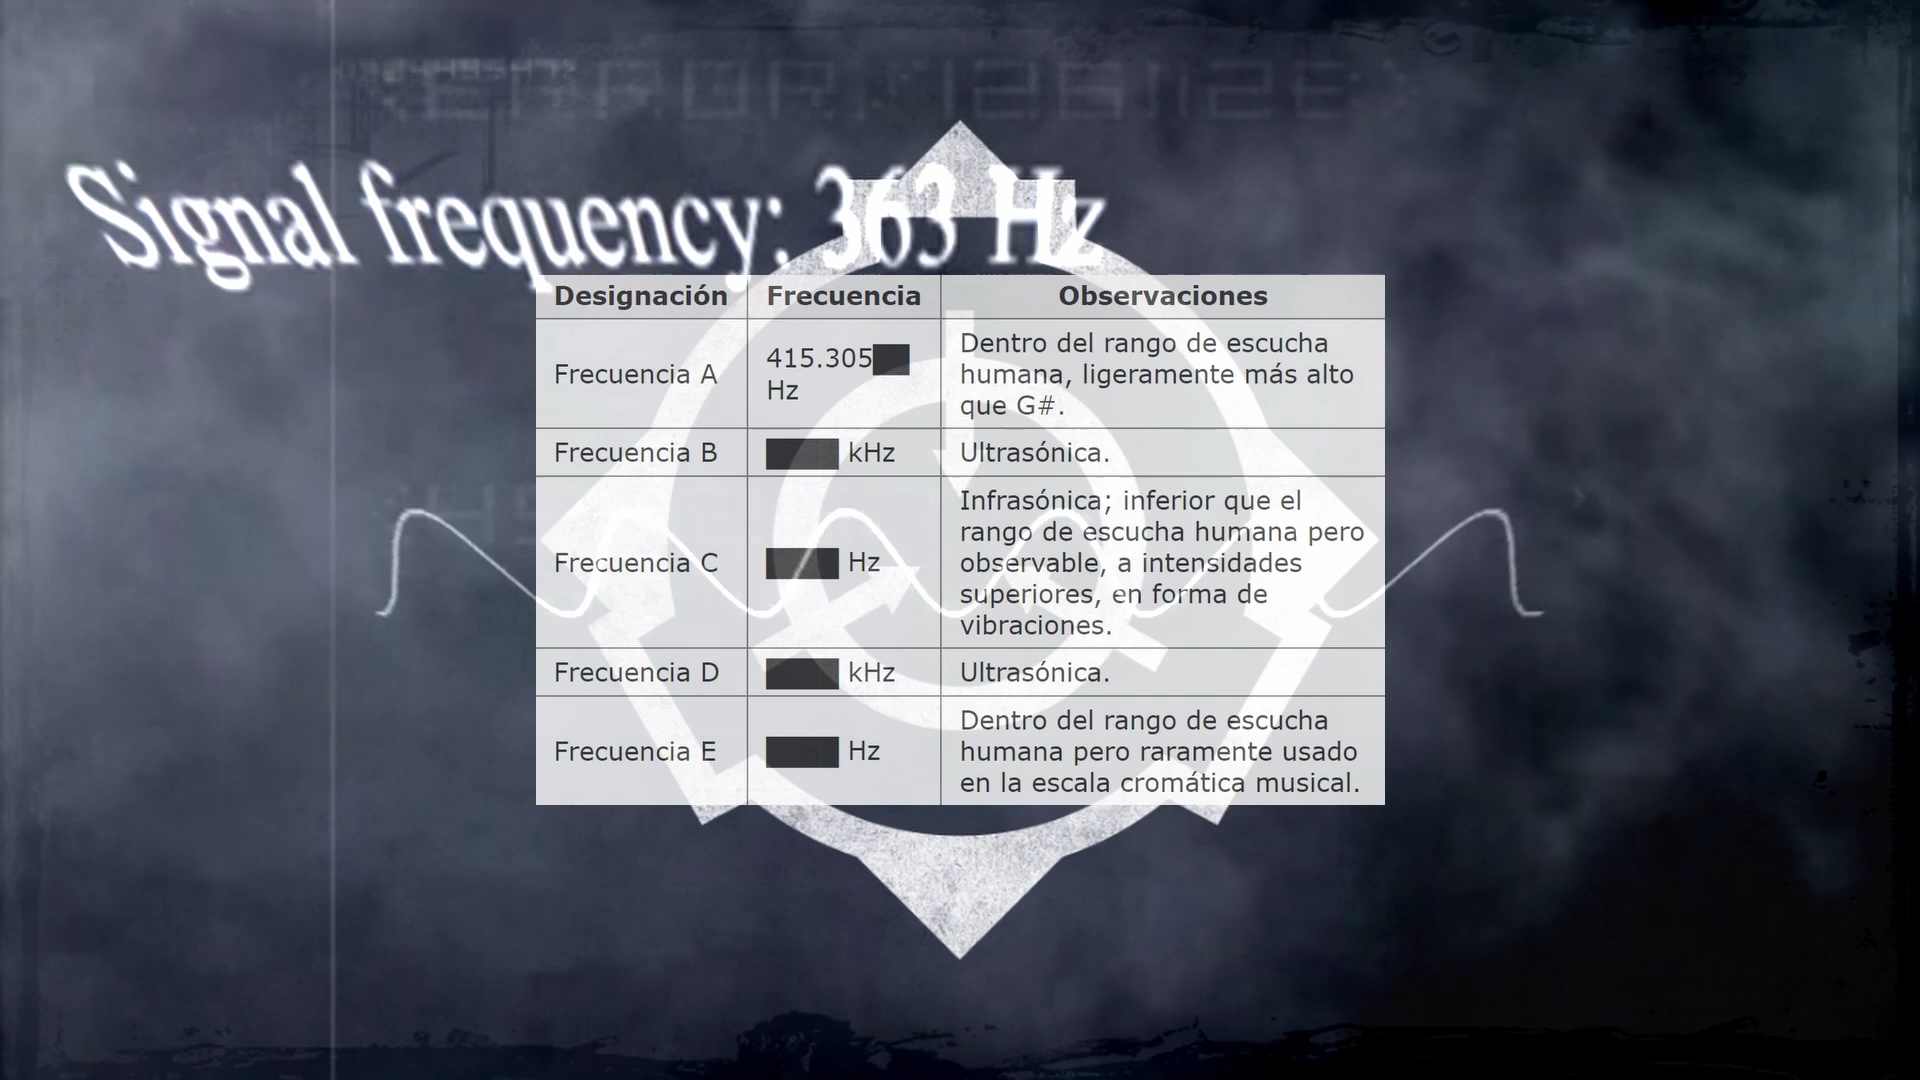 Signal frequency: 363 Hz
Designación Frecuencia Observaciones
Frecuencia A 415.305██ Hz Dentro del rango de escucha
humana, ligeramente más alto
que G#.
Frecuencia B ████ kHz Ultrasónica.
Frecuencia C ████ Hz Infrasónica; inferior que el
rango de escucha humana pero
observable, a intensidades
superiores, en forma de
vibraciones.
Frecuencia D ████ kHz Ultrasónica.
Frecuencia E ████ Hz Dentro del rango de escucha
humana pero raramente usado
en la escala cromática musical.